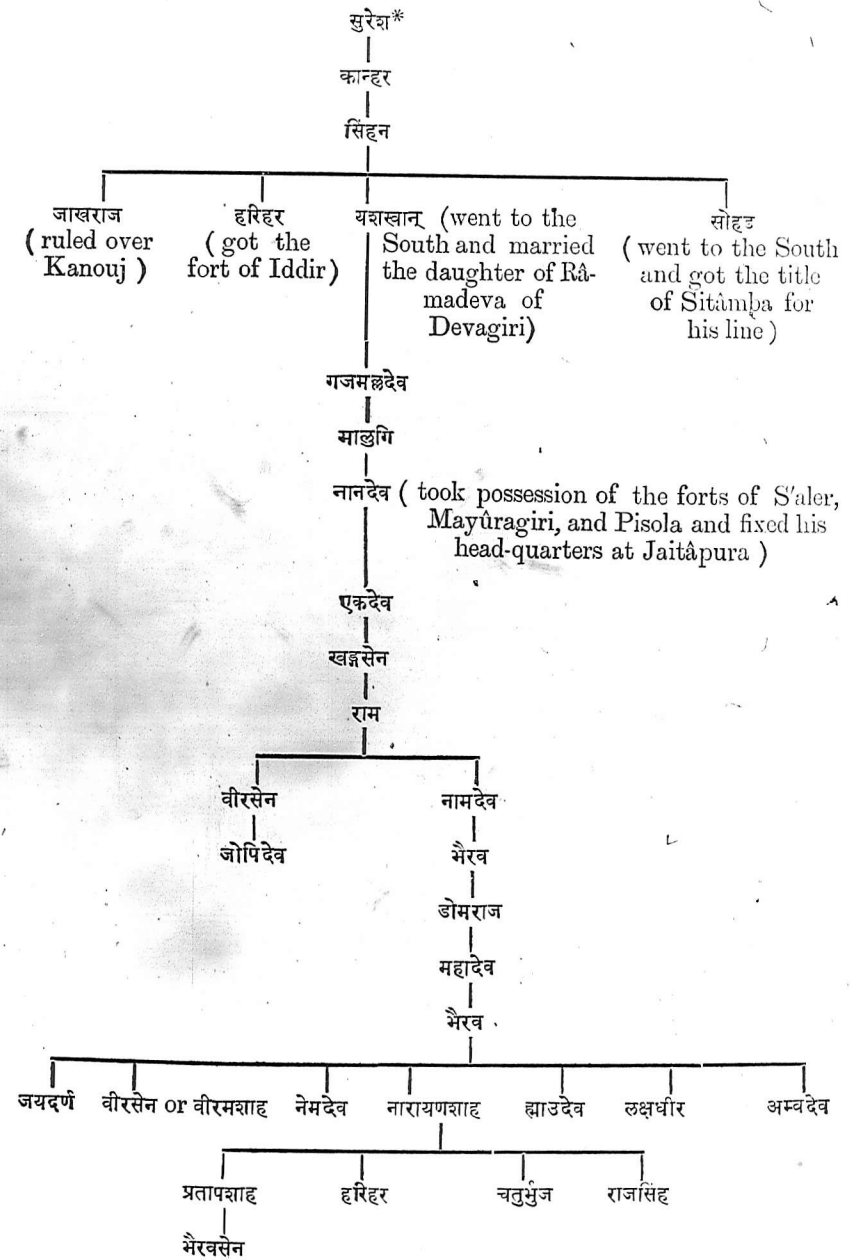 सुरेश*
कान्हर
सिंहन
जाखराज
( ruled over
Kanouj )
हरिहर
( got the
fort of Iddir )
यशस्वान् (went to the
South and married
the daughter of Râ-
madeva of
Devagiri)
सोहड
( went to the South
and got the title
of Sitâmba for
his line )
गजमल्लदेव
मालुगि
नानदेव ( took possession of the forts of S'aler,
Mayûragiri, and Pisola and fixed his
head-quarters at Jaitâpura )
एकदेव
खड्गसेन
राम
वीरसेन नामदेव
जोपिदेव भैरव
डोमराज
महादेव
भैरव
जयदर्ण वीरसेन or वीरमशाह नेमदेव नारायणशाह ह्माउदेव लक्षधीर अम्वदेव
प्रतापशाह हरिहर चतुर्भुज राजसिंह
भैरवसेन